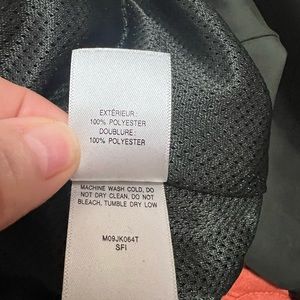 EXTÉRIEUR:
100% POLYESTER
DOUBLURE:
100% POLYESTER
MACHINE WASH COLD, DO
NOT DRY CLEAN, DO NOT
BLEACH, TUMBLE DRY LOW
M09JK064T
SFI